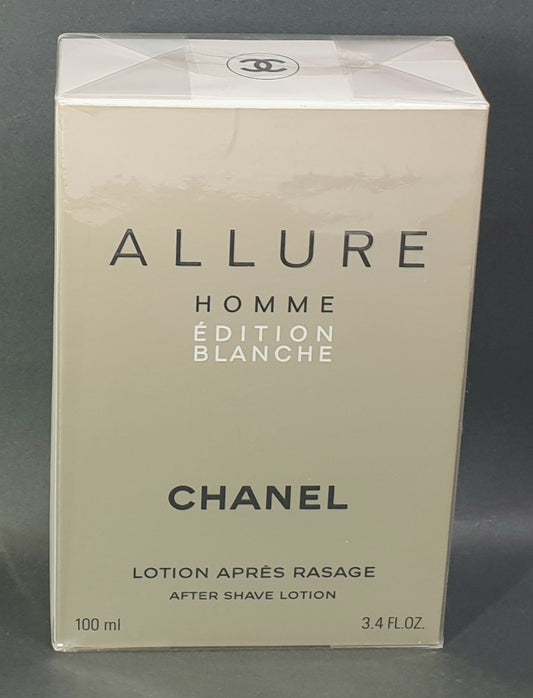 ALLURE
HOMME
ÉDITION
BLANCHE
CHANEL
LOTION APRÈS RASAGE
AFTER SHAVE LOTION
100 ml 3.4 FL.OZ.